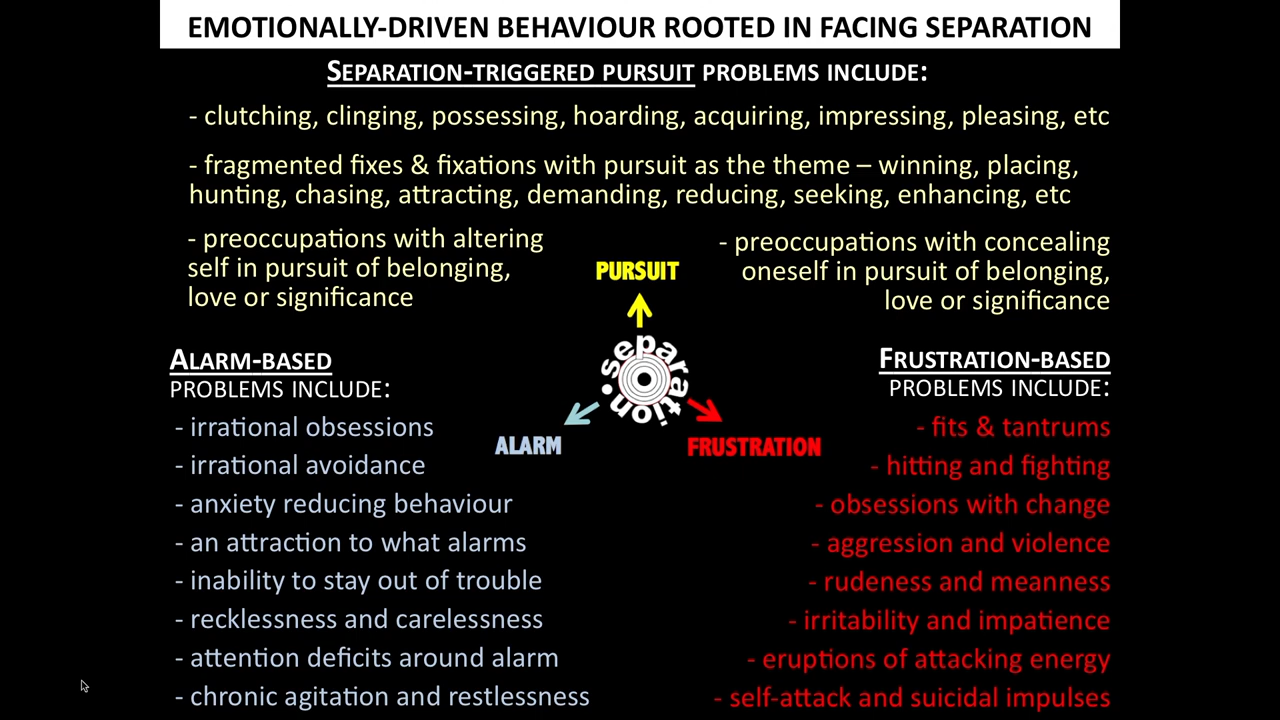 EMOTIONALLY-DRIVEN BEHAVIOUR ROOTED IN FACING SEPARATION
SEPARATION-TRIGGERED PURSUIT PROBLEMS INCLUDE:
- clutching, clinging, possessing, hoarding, acquiring, impressing, pleasing, etc
- fragmented fixes & fixations with pursuit as the theme – winning, placing,
hunting, chasing, attracting, demanding, reducing, seeking, enhancing, etc
- preoccupations with altering
self in pursuit of belonging,
love or significance
- preoccupations with concealing
oneself in pursuit of belonging,
love or significance
PURSUIT
separation
ALARM
FRUSTRATION
ALARM-BASED
PROBLEMS INCLUDE:
- irrational obsessions
- irrational avoidance
- anxiety reducing behaviour
- an attraction to what alarms
- inability to stay out of trouble
- recklessness and carelessness
- attention deficits around alarm
- chronic agitation and restlessness
FRUSTRATION-BASED
PROBLEMS INCLUDE:
- fits & tantrums
- hitting and fighting
- obsessions with change
- aggression and violence
- rudeness and meanness
- irritability and impatience
- eruptions of attacking energy
- self-attack and suicidal impulses